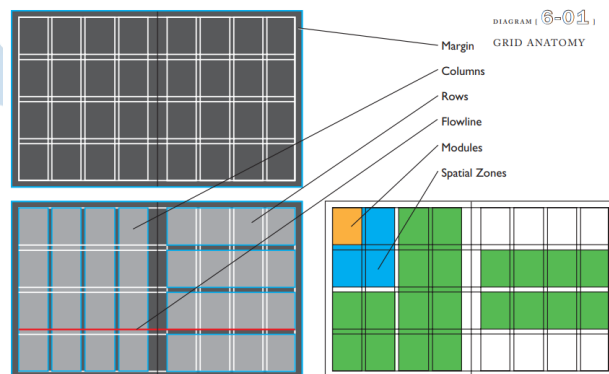 DIAGRAM [ 6-01 ]
GRID ANATOMY
Margin
Columns
Rows
Flowline
Modules
Spatial Zones